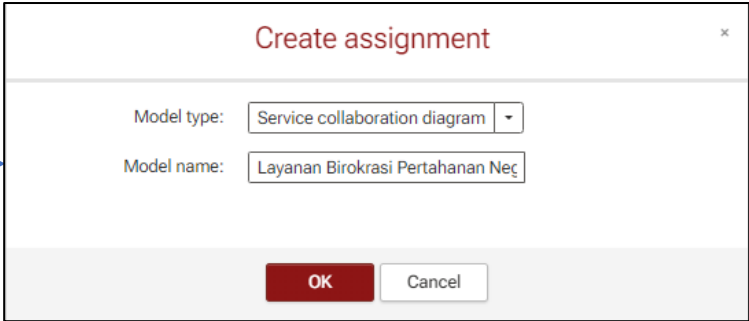 Create assignment
×
Model type: Service collaboration diagram
Model name: Layanan Birokrasi Pertahanan Neg
OK Cancel